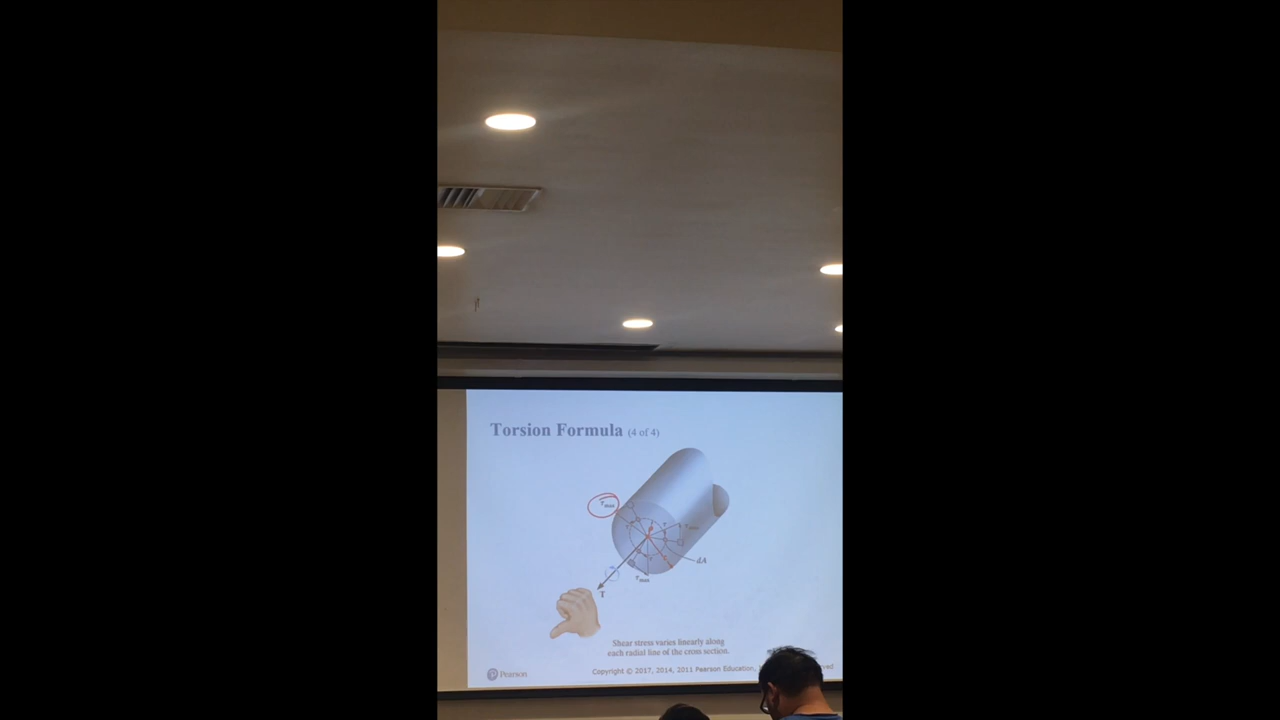 Torsion Formula (4 of 4)
τmax
τmax
dA
τmax
T
Shear stress varies linearly along
each radial line of the cross section.
Pearson
Copyright © 2017, 2014, 2011 Pearson Education,